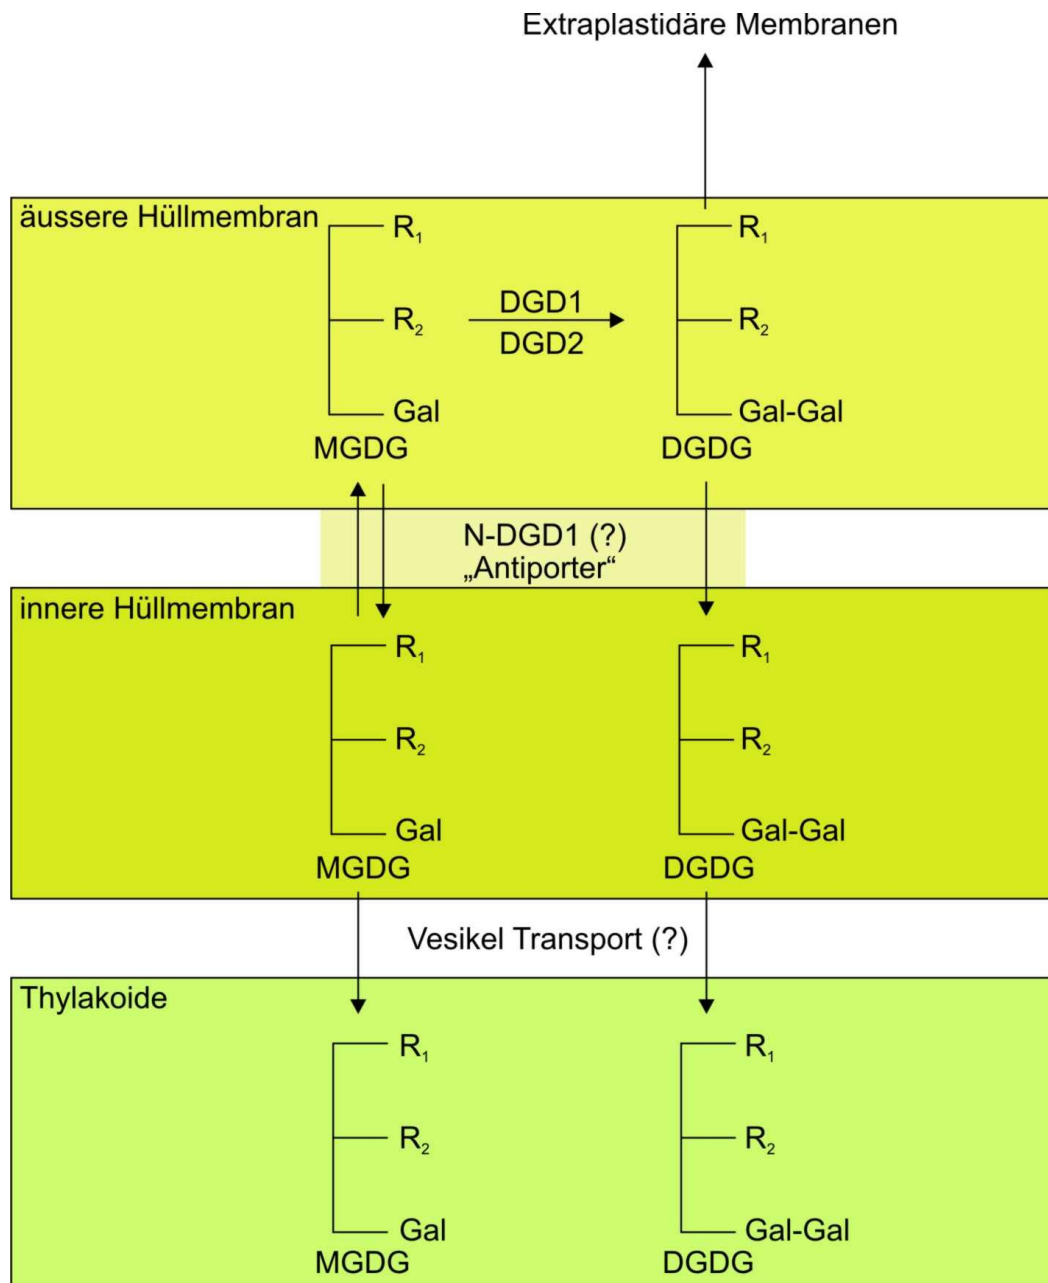 Extraplastidäre Membranen
äussere Hüllmembran
R₁
R₁
DGD1
R₂
R₂
DGD2
Gal
Gal-Gal
MGDG
DGDG
N-DGD1 (?)
„Antiporter“
innere Hüllmembran
R₁
R₁
R₂
R₂
Gal
Gal-Gal
MGDG
DGDG
Vesikel Transport (?)
Thylakoide
R₁
R₁
R₂
R₂
Gal
Gal-Gal
MGDG
DGDG